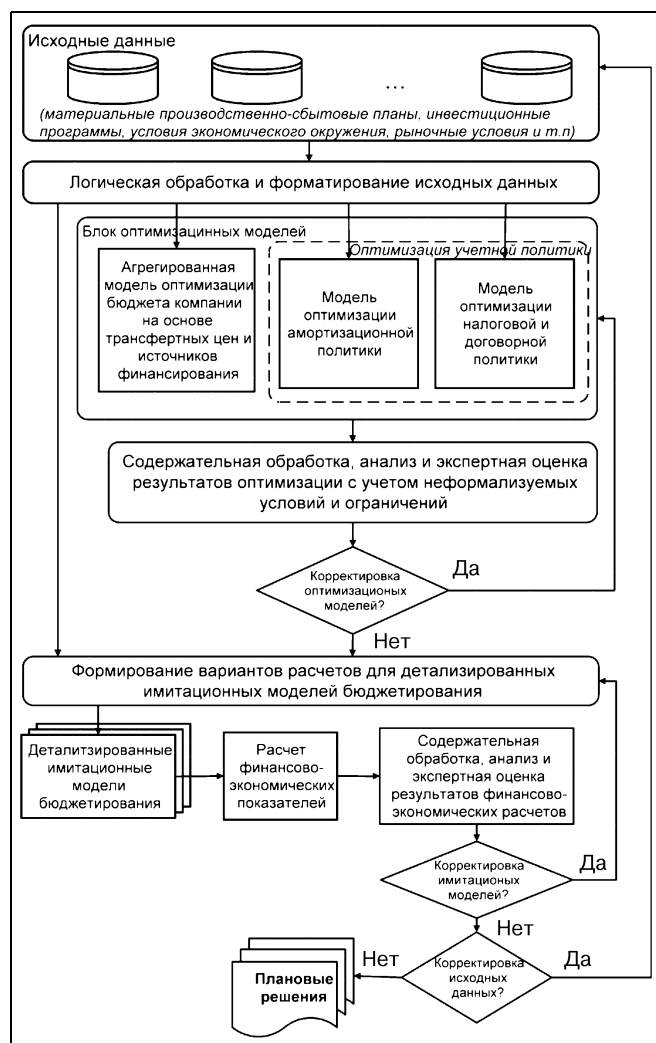 Исходные данные
...
(материальные производственно-сбытовые планы, инвестиционные
программы, условия экономического окружения, рыночные условия и т.п)
Логическая обработка и форматирование исходных данных
Блок оптимизацинных моделей
Оптимизация учетной политики
Агрегированная
модель оптимизации
бюджета компании
на основе
трансфертных цен и
источников
финансирования
Модель
оптимизации
амортизационной
политики
Модель
оптимизации
налоговой и
договорной
политики
Содержательная обработка, анализ и экспертная оценка
результатов оптимизации с учетом неформализуемых
условий и ограничений
Корректировка
оптимизационых
моделей?
Да
Нет
Формирование вариантов расчетов для детализированных
имитационных моделей бюджетирования
Деталитзированные
имитационные
модели
бюджетирования
Расчет
финансово-
экономических
показателей
Содержательная
обработка, анализ и
экспертная оценка
результатов финансово-
экономических расчетов
Корректировка
имитационых
моделей?
Да
Нет
Корректировка
исходных
данных?
Нет
Да
Плановые
решения